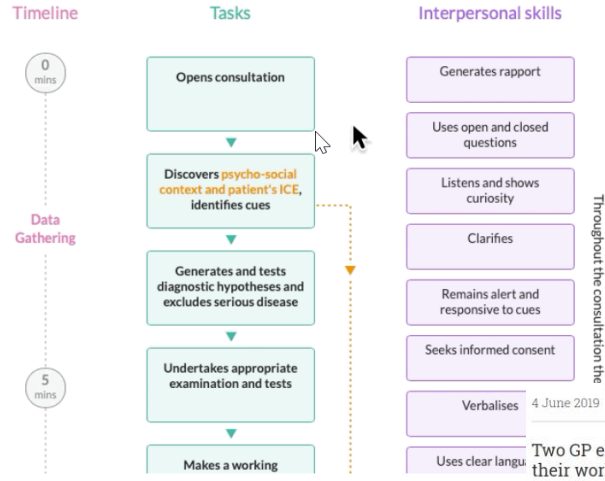 Timeline
Tasks
Interpersonal skills
0
mins
Data
Gathering
5
mins
Opens consultation
Discovers psycho-social
context and patient's ICE,
identifies cues
Generates and tests
diagnostic hypotheses and
excludes serious disease
Undertakes appropriate
examination and tests
Makes a working
Generates rapport
Uses open and closed
questions
Listens and shows
curiosity
Clarifies
Remains alert and
responsive to cues
Seeks informed consent
Verbalises
Uses clear
Throughout the consultation the
4 June 2019
Two GP
their